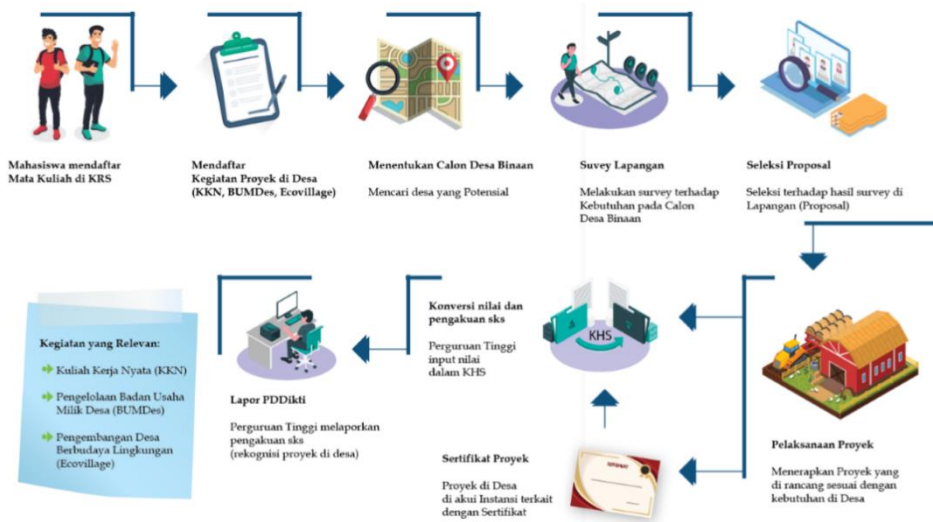 Mahasiswa mendaftar
Mata Kuliah di KRS
Mendaftar
Kegiatan Proyek di Desa
(KKN, BUMDes, Ecovillage)
Menentukan Calon Desa Binaan
Mencari desa yang Potensial
Suvey Lapangan
Melakukan survey terhadap
Kebutuhan pada Calon
Desa Binaan
Seleksi Proposal
Seleksi terhadap hasil survey di
Lapangan (Proposal)
Pelaksanaan Proyek
Menerapkan Proyek yang
di rancang sesuai dengan
kebutuhan di Desa
Sertifikat Proyek
Proyek di Desa
di akui Instansi terkait
dengan Sertifikat
SERTIFIKAT
KHS
Konversi nilai dan
pengakuan sks
Perguruan Tinggi
input nilai
dalam KHS
Lapor PDDikti
Perguruan Tinggi melaporkan
pengakuan sks
(rekognisi proyek di desa)
Kegiatan yang Relevan:
Kuliah Kerja Nyata (KKN)
Pengelolaan Badan Usaha
Milik Desa (BUMDes)
Pengembangan Desa
Berbudaya Lingkungan
(Ecovillage)